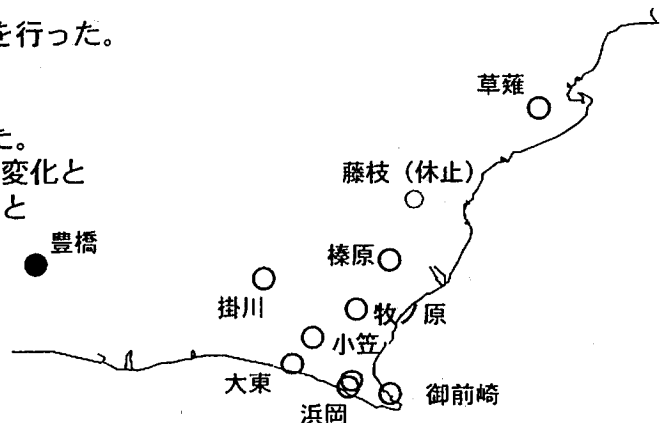 を行った。
草薙
た。
変化と
藤枝（休止）
と
豊橋
榛原
掛川
牧ノ原
小笠
大東
御前崎
浜岡